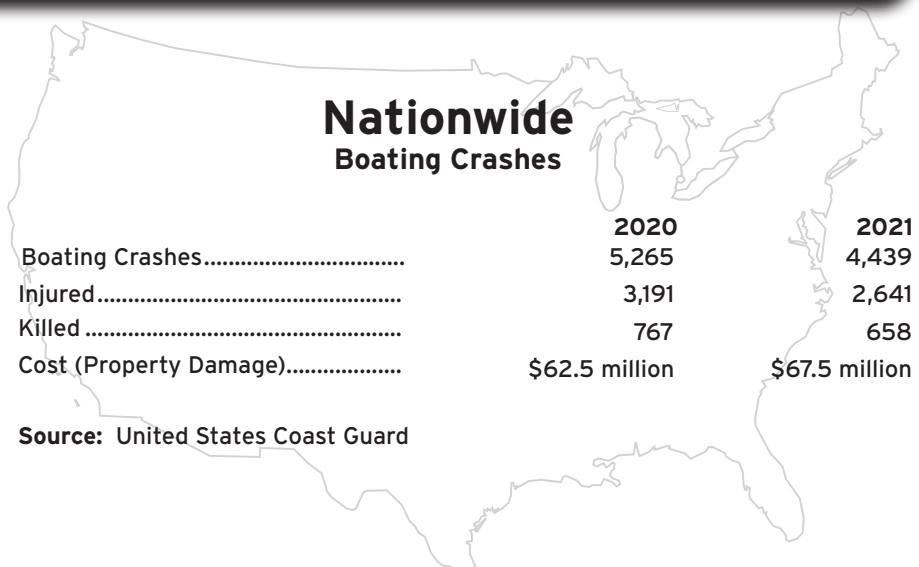 Nationwide
Boating Crashes
2020 2021
Boating Crashes................................ 5,265 4,439
Injured................................................ 3,191 2,641
Killed .................................................. 767 658
Cost (Property Damage)................... $62.5 million $67.5 million
Source: United States Coast Guard